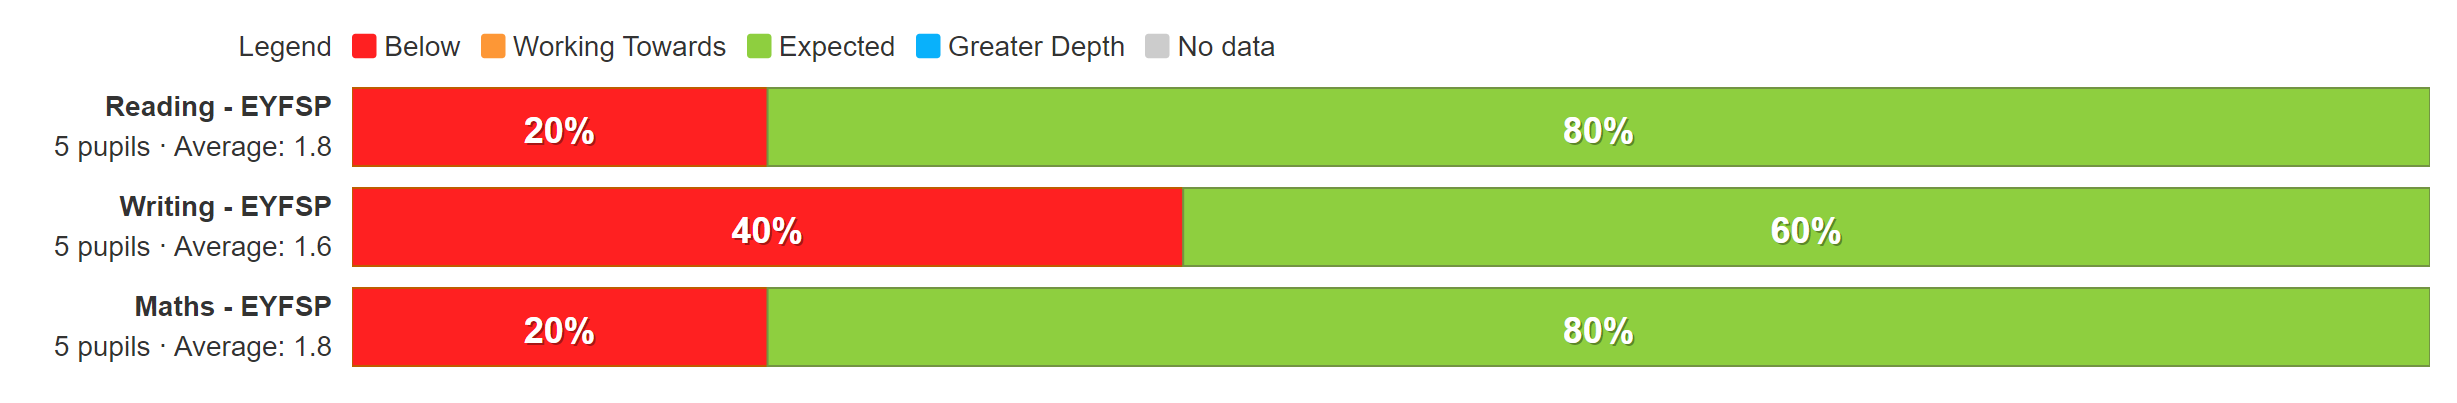 Legend Below Working Towards Expected Greater Depth No data
Reading - EYFSP
5 pupils · Average: 1.8
20% 80%
Writing - EYFSP
5 pupils · Average: 1.6
40% 60%
Maths - EYFSP
5 pupils · Average: 1.8
20% 80%